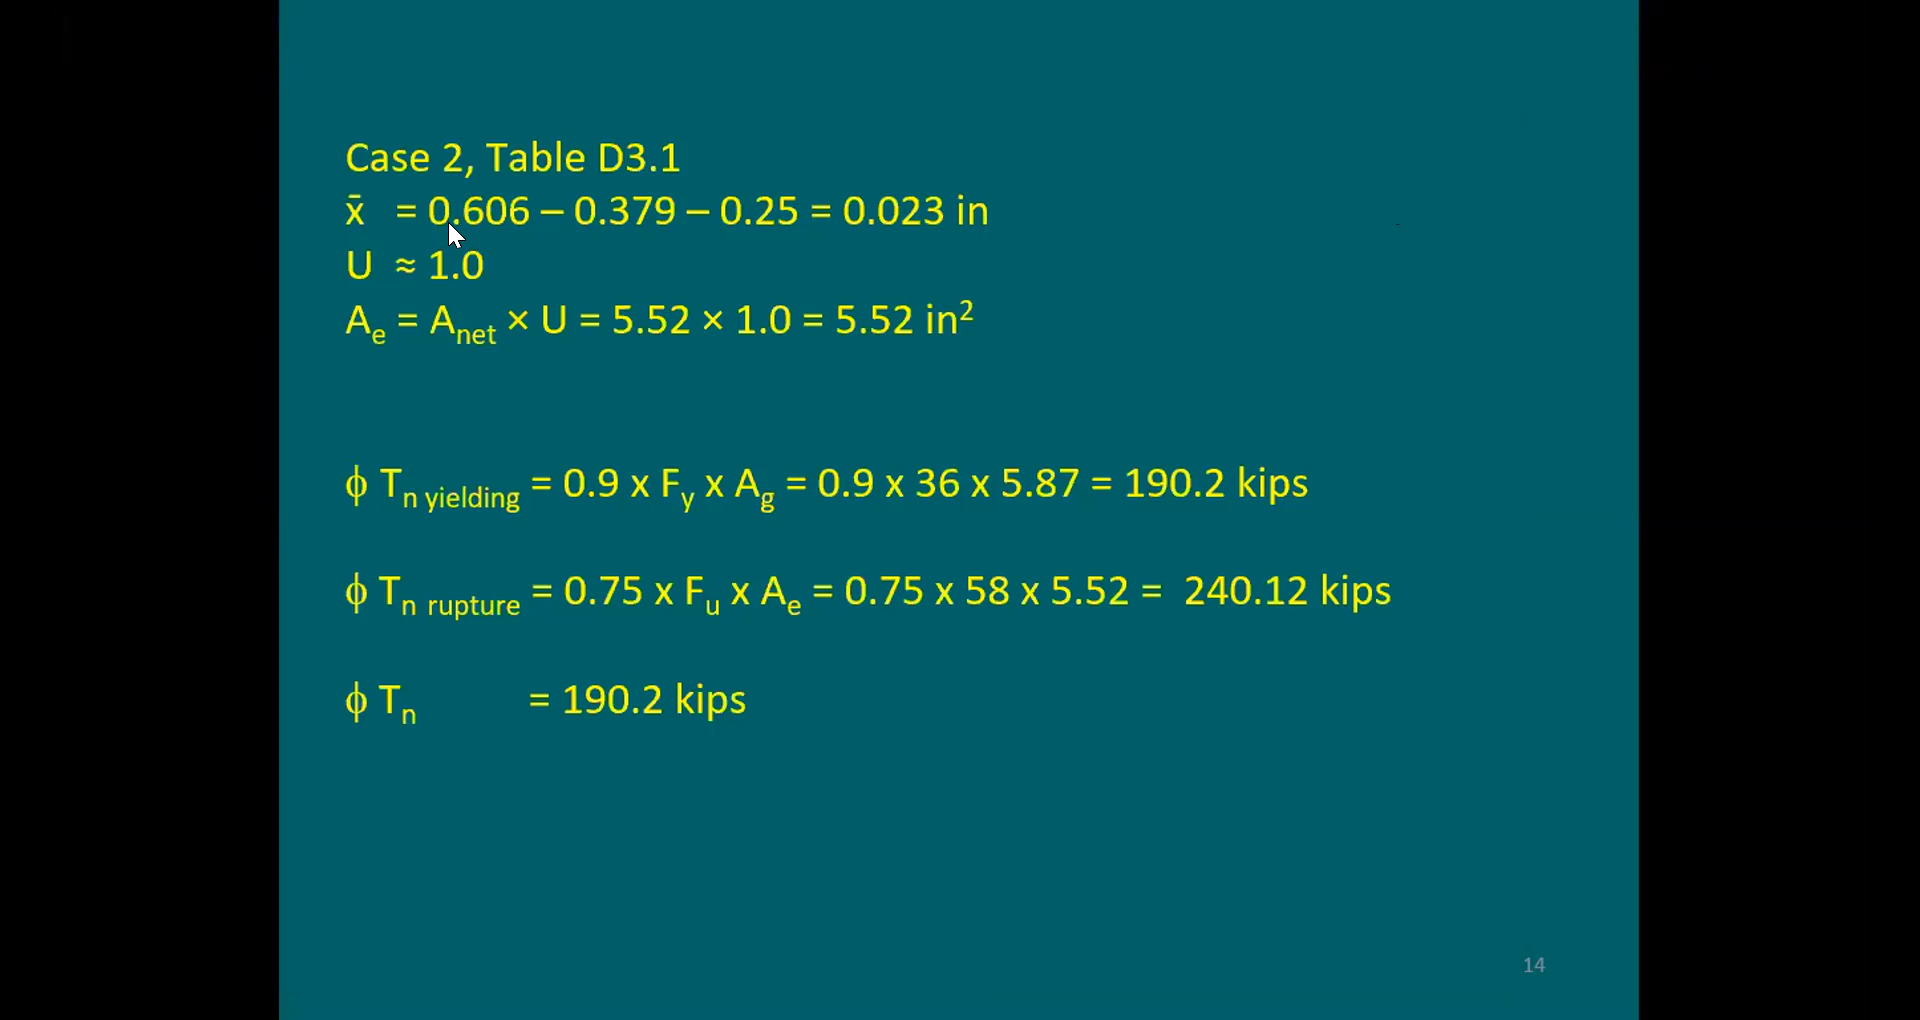 Case 2, Table D3.1
x̄ = 0.606 – 0.379 – 0.25 = 0.023 in
U ≈ 1.0
Ae = Anet × U = 5.52 × 1.0 = 5.52 in²
ϕ Tn yielding = 0.9 x Fy x Ag = 0.9 x 36 x 5.87 = 190.2 kips
ϕ Tn rupture = 0.75 x Fu x Ae = 0.75 x 58 x 5.52 = 240.12 kips
ϕ Tn = 190.2 kips
14